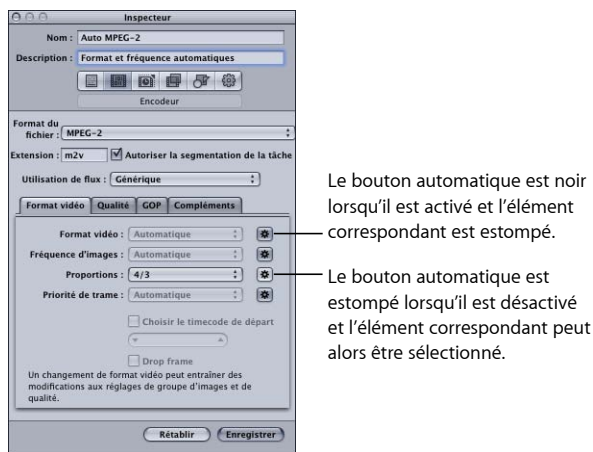 Inspecteur
Nom : Auto MPEG-2
Description : Format et fréquence automatiques
Encodeur
Format du
fichier : MPEG-2
Extension : m2v Autoriser la segmentation de la tâche
Utilisation de flux : Générique
Format vidéo Qualité GOP Compléments
Format vidéo : Automatique
Fréquence d'images : Automatique
Proportions : 4/3
Priorité de trame : Automatique
Choisir le timecode de départ
Drop frame
Un changement de format vidéo peut entraîner des
modifications aux réglages de groupe d'images et de
qualité.
Rétablir Enregistrer
Le bouton automatique est noir
lorsqu'il est activé et l'élément
correspondant est estompé.
Le bouton automatique est
estompé lorsqu'il est désactivé
et l'élément correspondant peut
alors être sélectionné.